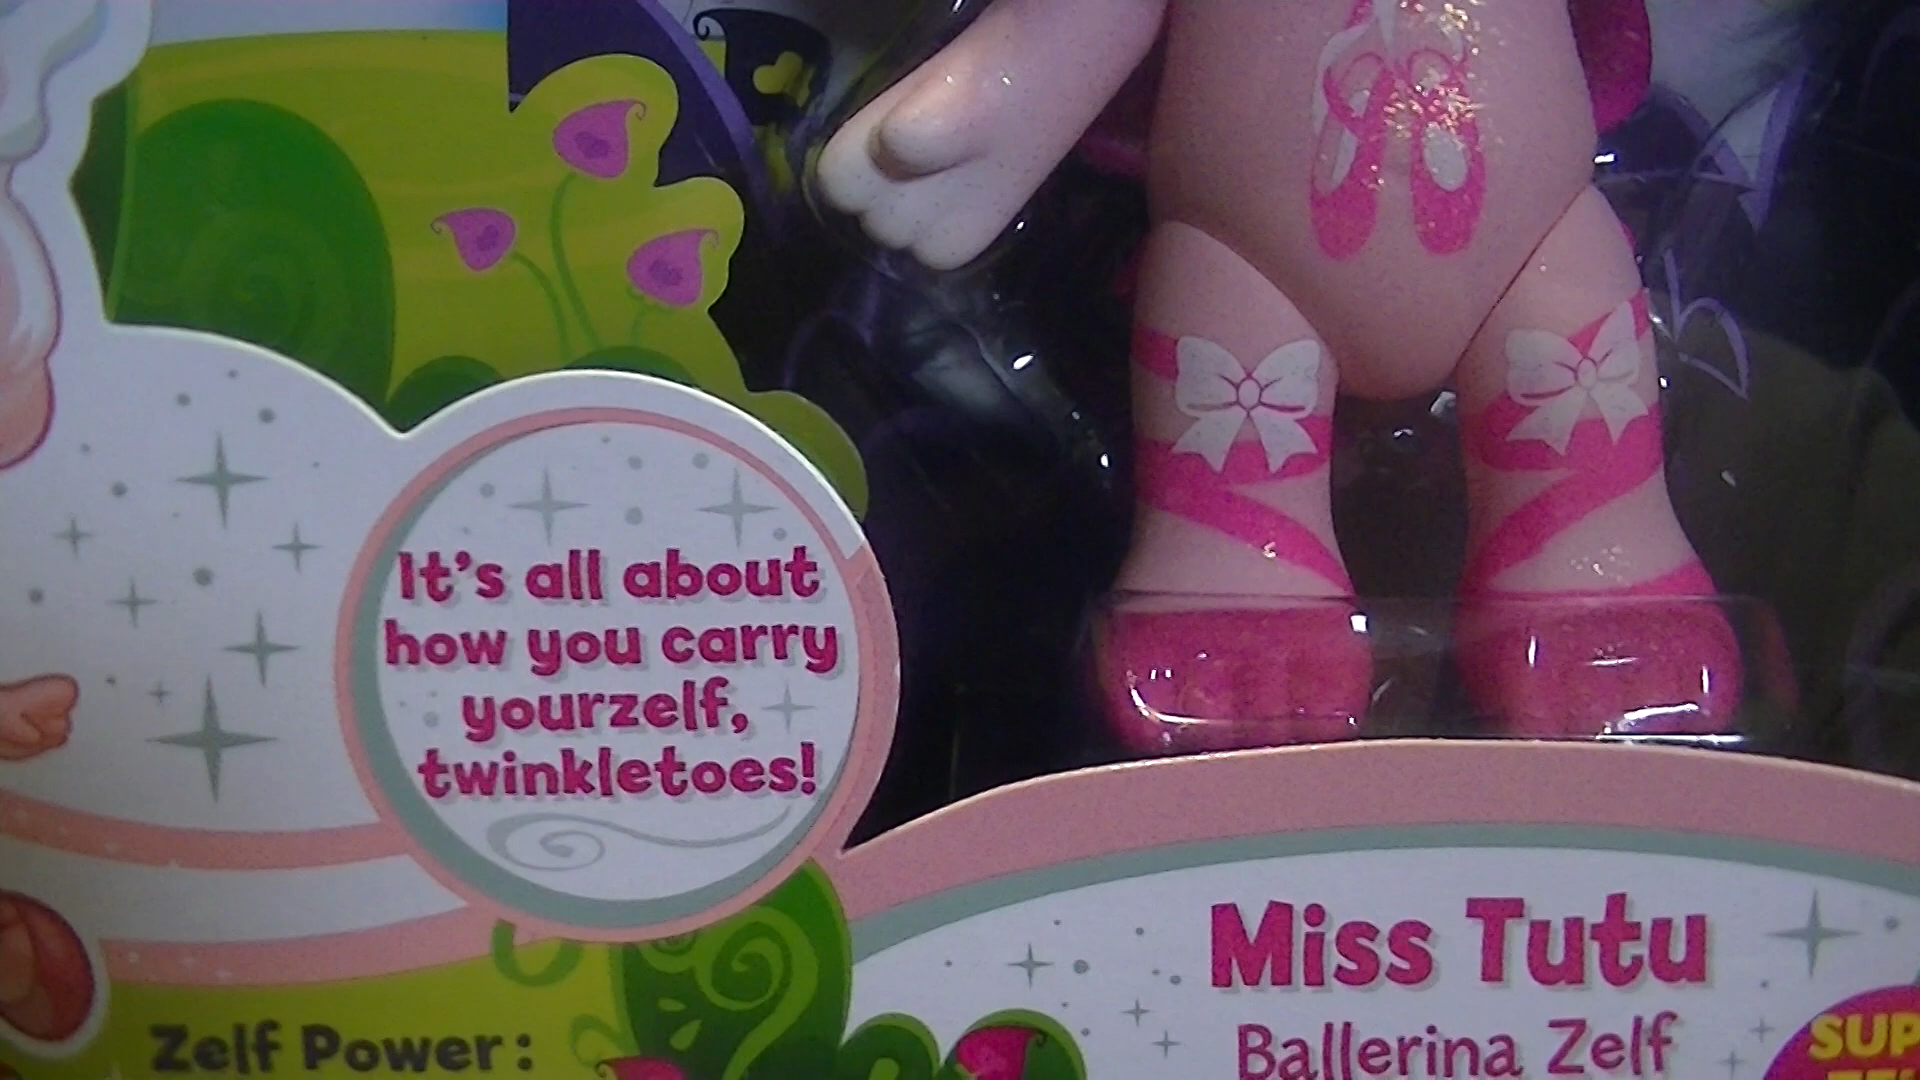 It's all about
how you carry
yourzelf,
twinkletoes!
Miss Tutu
Ballerina Zelf
Zelf Power: